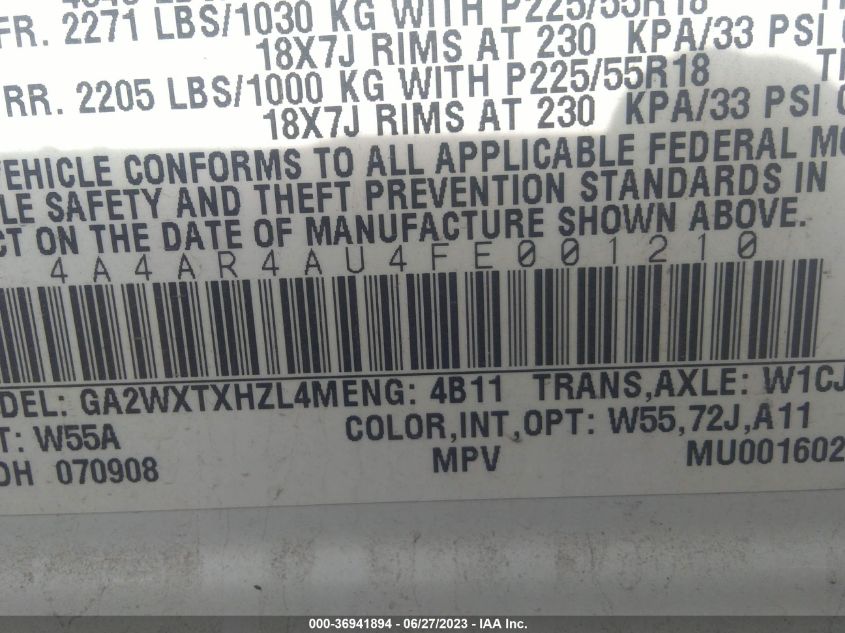 FR. 2271 LBS/1030 KG WITH P225/55R18
18X7J RIMS AT 230 KPA/33 PSI
RR. 2205 LBS/1000 KG WITH P225/55R18
18X7J RIMS AT 230 KPA/33 PSI
VEHICLE CONFORMS TO ALL APPLICABLE FEDERAL MO
LE SAFETY AND THEFT PREVENTION STANDARDS IN
CT ON THE DATE OF MANUFACTURE SHOWN ABOVE.
4A4AR4AU4FE001210
DEL: GA2WXTXHZL4M ENG: 4B11 TRANS,AXLE: W1CJ
T: W55A COLOR,INT,OPT: W55,72J,A11
OH 070908 MPV MU001602
000-36941894 - 06/27/2023 - IAA Inc.